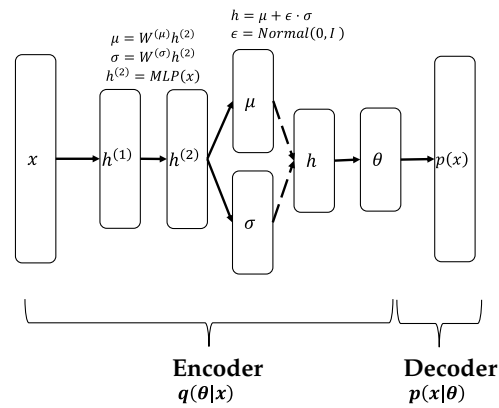 μ = W^(μ)h^(2)
σ = W^(σ)h^(2)
h^(2) = MLP(x)
h = μ + ϵ · σ
ϵ = Normal(0, I )
x
h^(1)
h^(2)
μ
σ
h
θ
p(x)
Encoder
q(θ|x)
Decoder
p(x|θ)